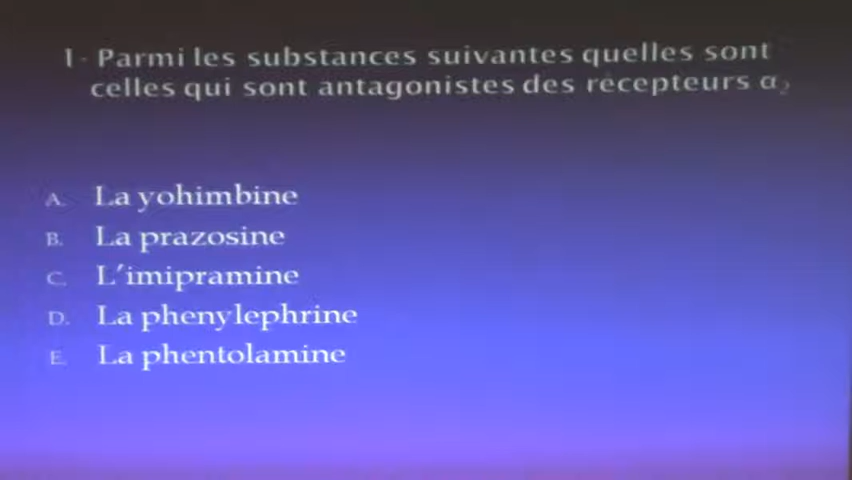 1- Parmi les substances suivantes quelles sont
celles qui sont antagonistes des récepteurs α₂
A. La yohimbine
B. La prazosine
C. L'imipramine
D. La phenylephrine
E. La phentolamine